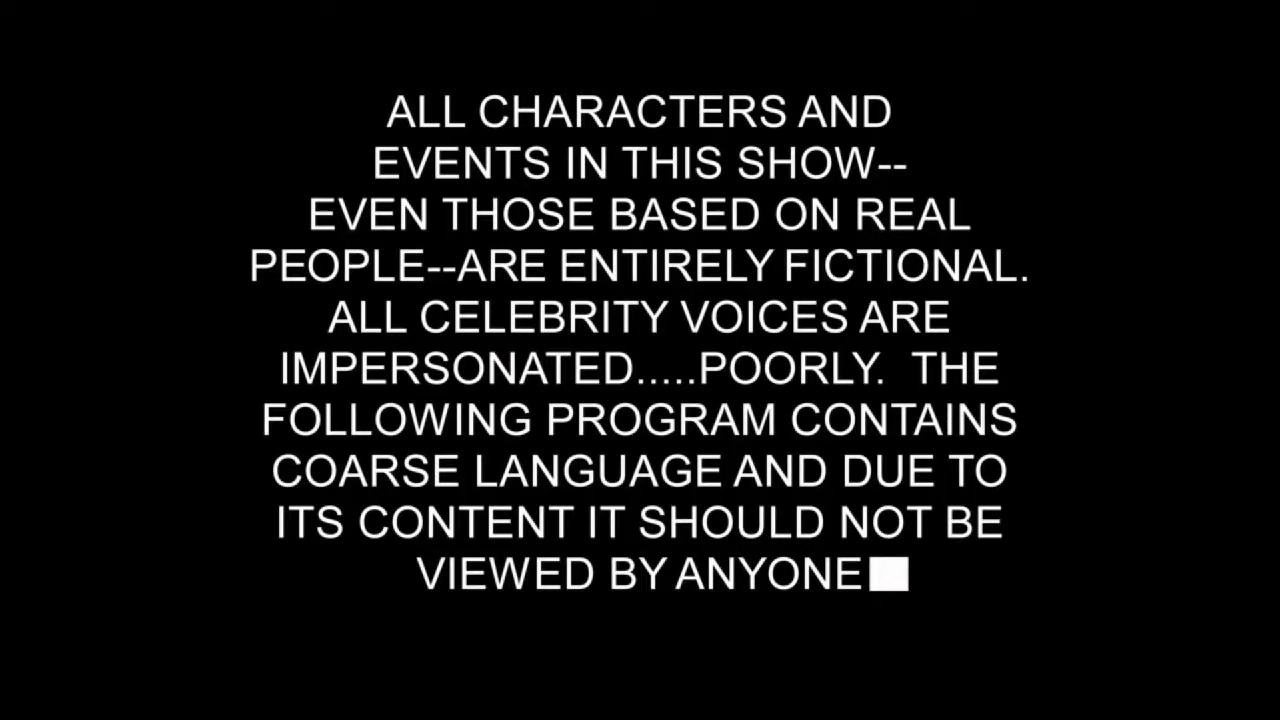 ALL CHARACTERS AND
EVENTS IN THIS SHOW--
EVEN THOSE BASED ON REAL
PEOPLE--ARE ENTIRELY FICTIONAL.
ALL CELEBRITY VOICES ARE
IMPERSONATED.....POORLY.  THE
FOLLOWING PROGRAM CONTAINS
COARSE LANGUAGE AND DUE TO
ITS CONTENT IT SHOULD NOT BE
VIEWED BY ANYONE